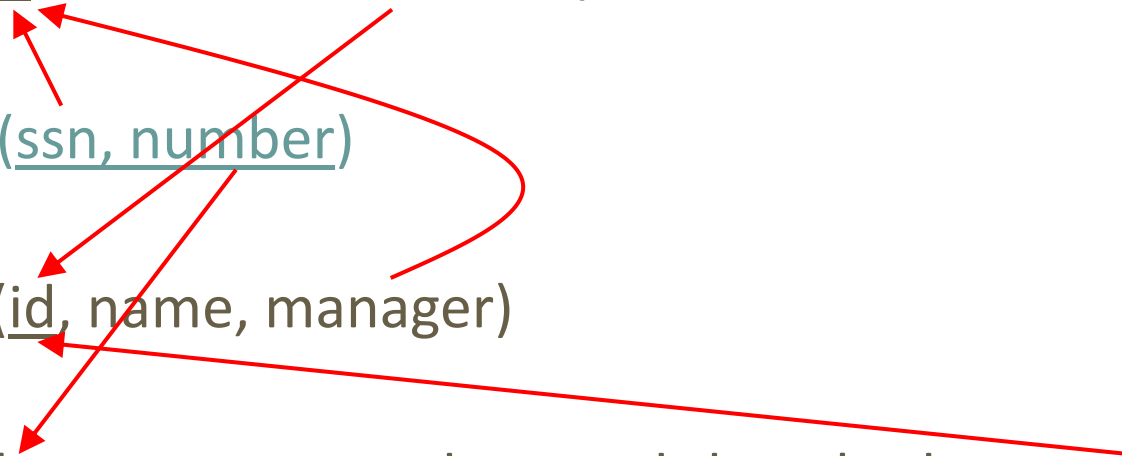 (ssn, number)
(id, name, manager)